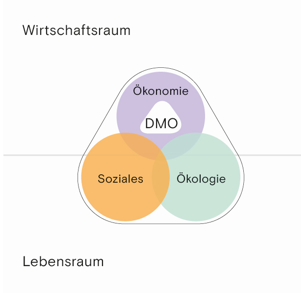 Wirtschaftsraum
Ökonomie
DMO
Soziales
Ökologie
Lebensraum